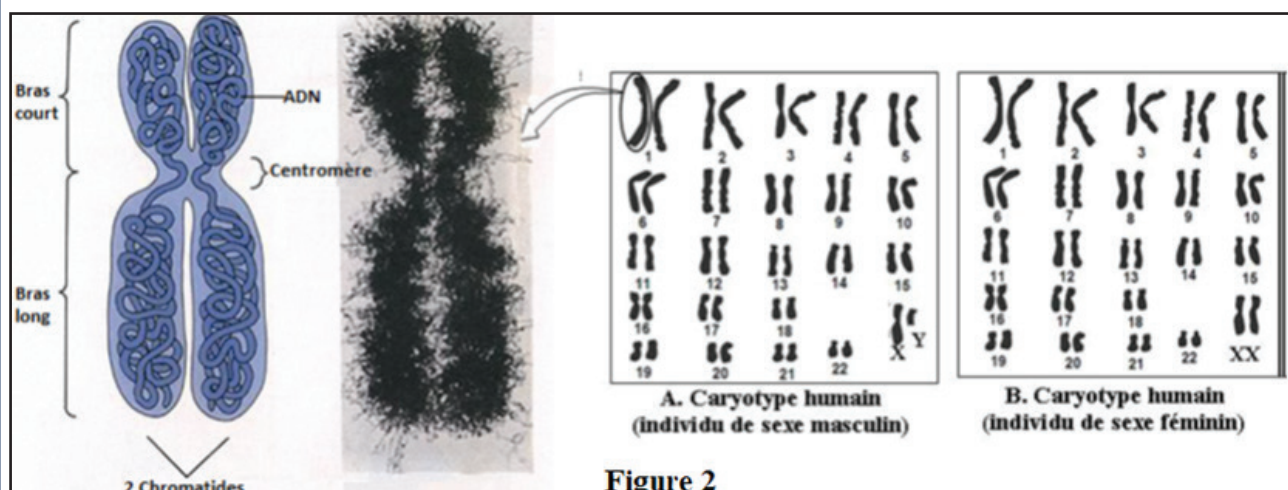 Bras
court
ADN
Centromère
Bras
long
2 Chromatides
1 2 3 4 5
6 7 8 9 10
11 12 13 14 15
16 17 18
X Y
19 20 21 22
A. Caryotype humain
(individu de sexe masculin)
1 2 3 4 5
6 7 8 9 10
11 12 13 14 15
16 17 18
XX
19 20 21 22
B. Caryotype humain
(individu de sexe féminin)
Figure 2